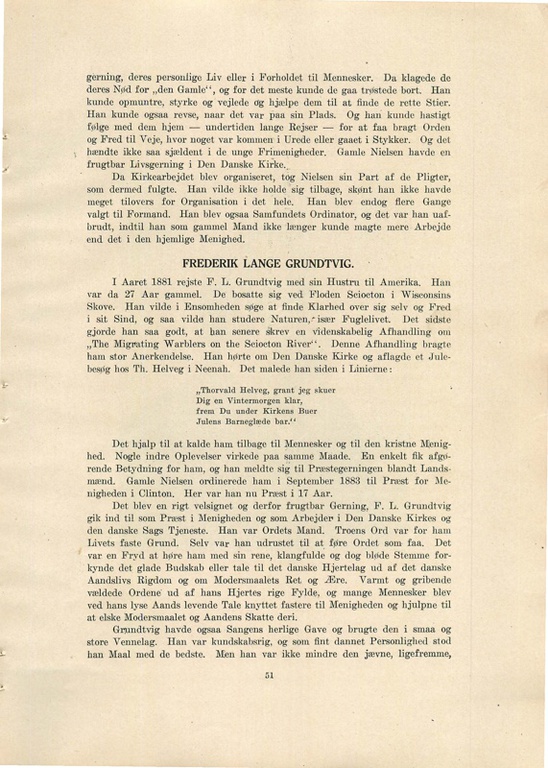 gerning, deres personlige Liv eller i Forholdet til Mennesker. Da klagede de
deres Nød for „den Gamle“, og for det meste kunde de gaa trøstede bort. Han
kunde opmuntre, styrke og vejlede og hjælpe dem til at finde de rette Stier.
Han kunde ogsaa revse, naar det var paa sin Plads. Og han kunde hastigt
følge med dem hjem — undertiden lange Rejser — for at faa bragt Orden
og Fred til Veje, hvor noget var kommen i Urede eller gaaet i Stykker. Og det
hændte ikke saa sjældent i de unge Frimenigheder. Gamle Nielsen havde en
frugtbar Livsgerning i Den Danske Kirke.
Da Kirkearbejdet blev organiseret, tog Nielsen sin Part af de Pligter,
som dermed fulgte. Han vilde ikke holde sig tilbage, skønt han ikke havde
meget tilovers for Organisation i det hele. Han blev endog flere Gange
valgt til Formand. Han blev ogsaa Samfundets Ordinator, og det var han uaf-
brudt, indtil han som gammel Mand ikke længer kunde magte mere Arbejde
end det i den hjemlige Menighed.
FREDERIK LANGE GRUNDTVIG.
I Aaret 1881 rejste F. L. Grundtvig med sin Hustru til Amerika. Han
var da 27 Aar gammel. De bosatte sig ved Floden Scioeton i Wisconsins
Skove. Han vilde i Ensomheden søge at finde Klarhed over sig selv og Fred
i sit Sind, og saa vilde han studere Naturen, især Fuglelivet. Det sidste
gjorde han saa godt, at han senere skrev en videnskabelig Afhandling om
„The Migrating Warblers on the Scioeton River“. Denne Afhandling bragte
ham stor Anerkendelse. Han hørte om Den Danske Kirke og aflagde et Jule-
besøg hos Th. Helveg i Neenah. Det malede han siden i Linierne:
„Thorvald Helveg, grant jeg skuer
Dig en Vintermorgen klar,
frem Du under Kirkens Buer
Julens Barneglæde bar.“
Det hjalp til at kalde ham tilbage til Mennesker og til den kristne Menig-
hed. Nogle indre Oplevelser virkede paa samme Maade. En enkelt fik afgø-
rende Betydning for ham, og han meldte sig til Præstegerningen blandt Lands-
mænd. Gamle Nielsen ordinerede ham i September 1883 til Præst for Me-
nigheden i Clinton. Her var han nu Præst i 17 Aar.
Det blev en rigt velsignet og derfor frugtbar Gerning, F. L. Grundtvig
gik ind til som Præst i Menigheden og som Arbejder i Den Danske Kirkes og
den danske Sags Tjeneste. Han var Ordets Mand. Troens Ord var for ham
Livets faste Grund. Selv var han udrustet til at føre Ordet som faa. Det
var en Fryd at høre ham med sin rene, klangfulde og dog bløde Stemme for-
kynde det glade Budskab eller tale til det danske Hjertelag ud af det danske
Aandslivs Rigdom og om Modersmaalets Ret og Ære. Varmt og gribende
vældede Ordene ud af hans Hjertes rige Fylde, og mange Mennesker blev
ved hans lyse Aands levende Tale knyttet fastere til Menigheden og hjulpne til
at elske Modersmaalet og Aandens Skatte deri.
Grundtvig havde ogsaa Sangens herlige Gave og brugte den i smaa og
store Vennelag. Han var kundskabsrig, og som fint dannet Personlighed stod
han Maal med de bedste. Men han var ikke mindre den jævne, ligefremme,
51